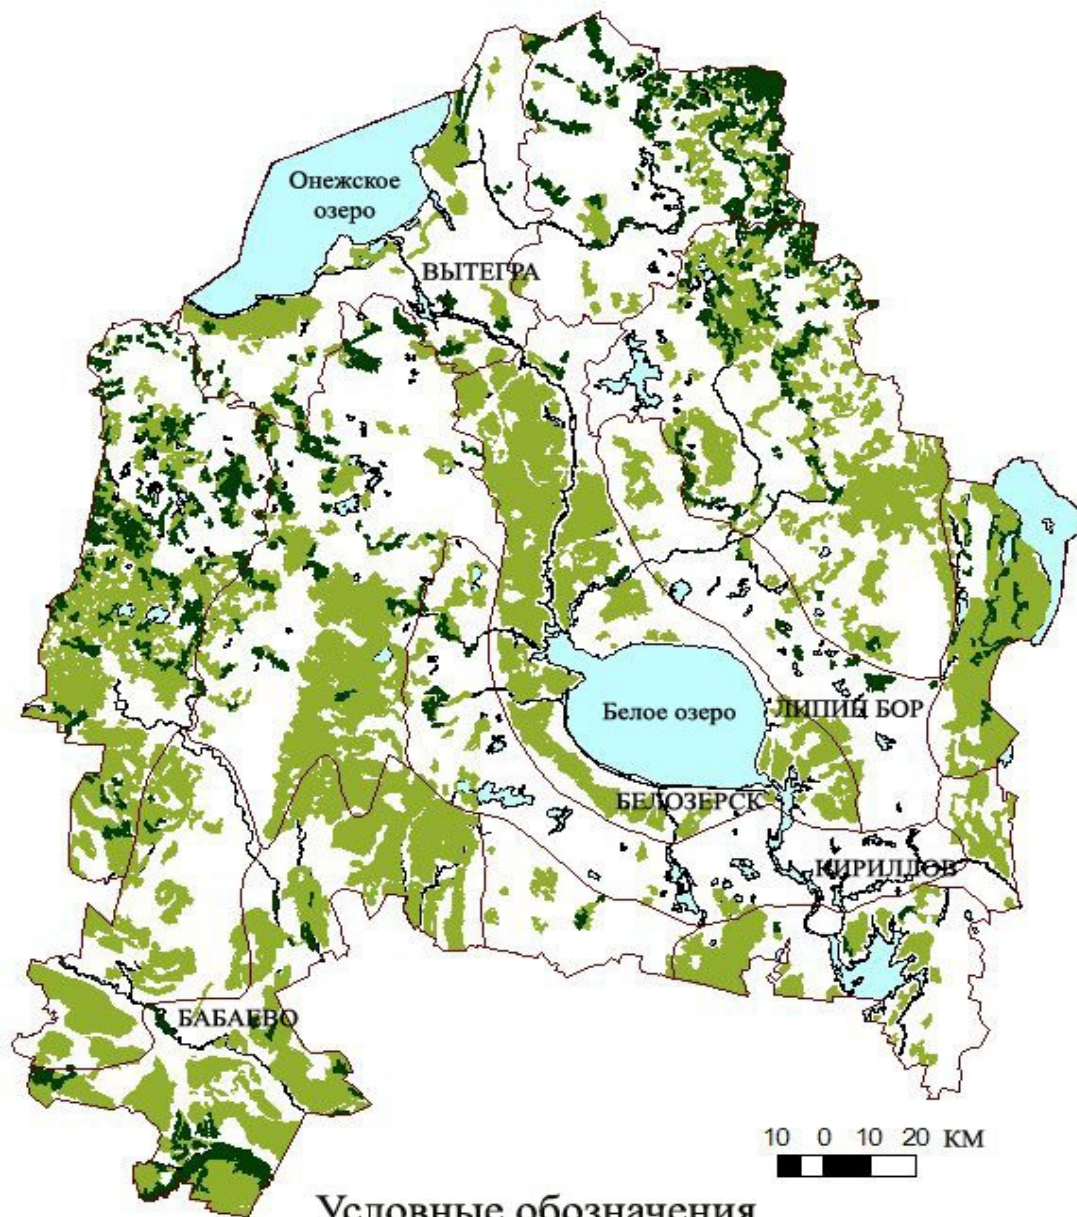 Онежское
озеро
ВЫТЕГРА
Белое озеро
ЛИПИН БОР
БЕЛОЗЕРСК
КИРИЛЛОВ
БАБАЕВО
10 0 10 20 КМ
Условные обозначения